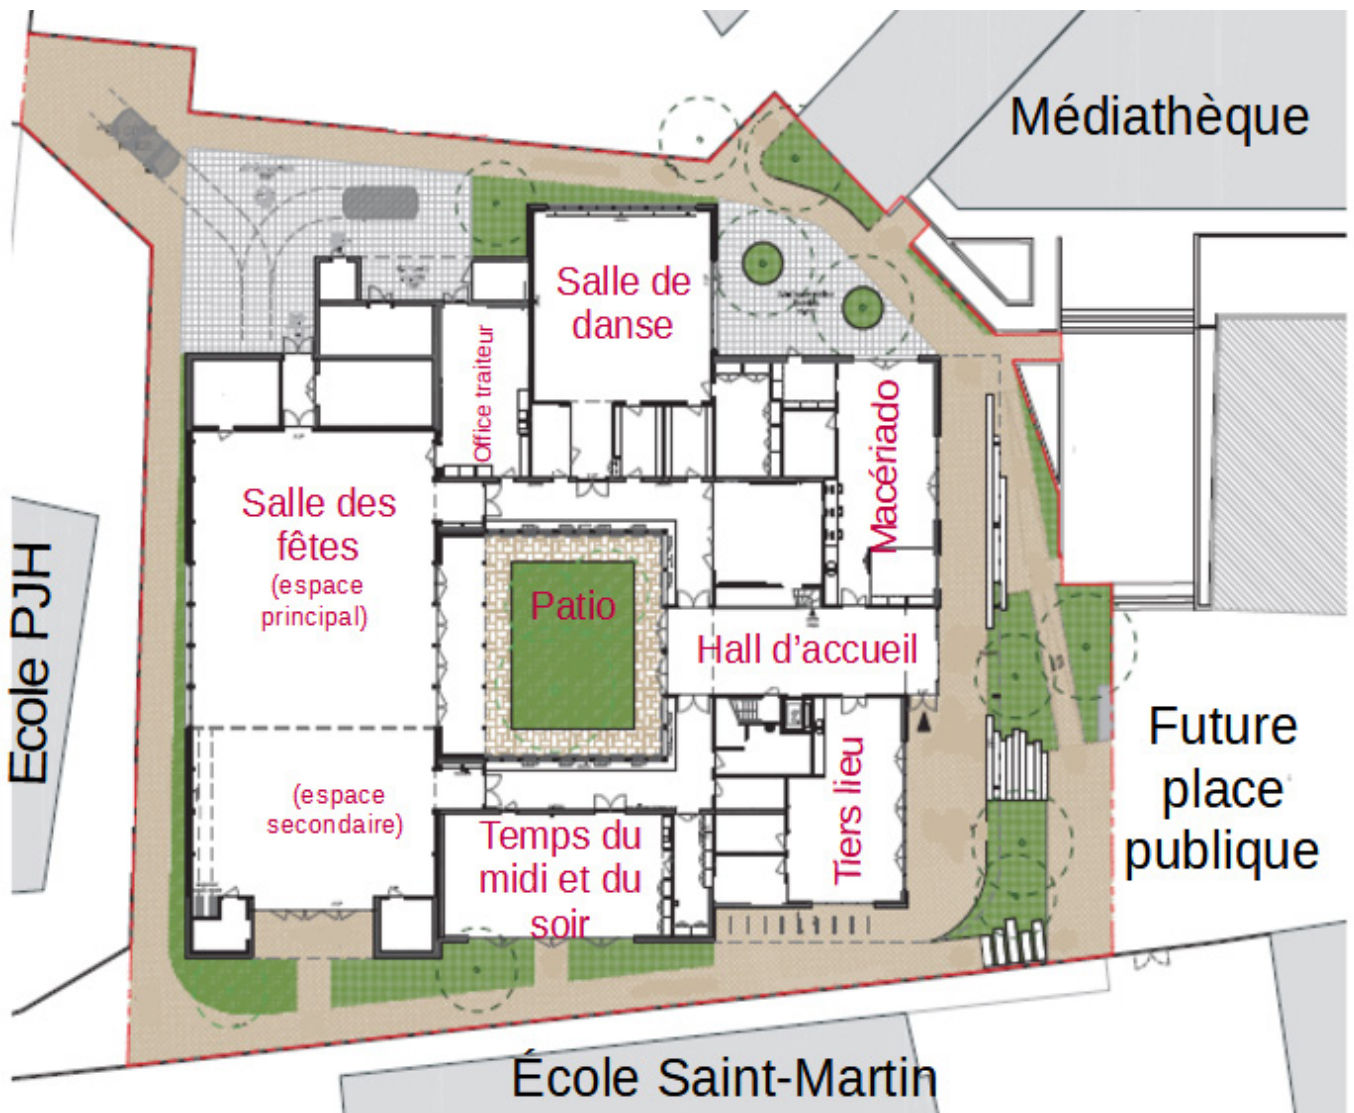 Médiathèque
Salle de
danse
Office traiteur
Macériado
Salle des
fêtes
(espace
principal)
Patio
Hall d’accueil
Ecole PJH
(espace
secondaire)
Temps du
midi et du
soir
Tiers lieu
Future
place
publique
École Saint-Martin